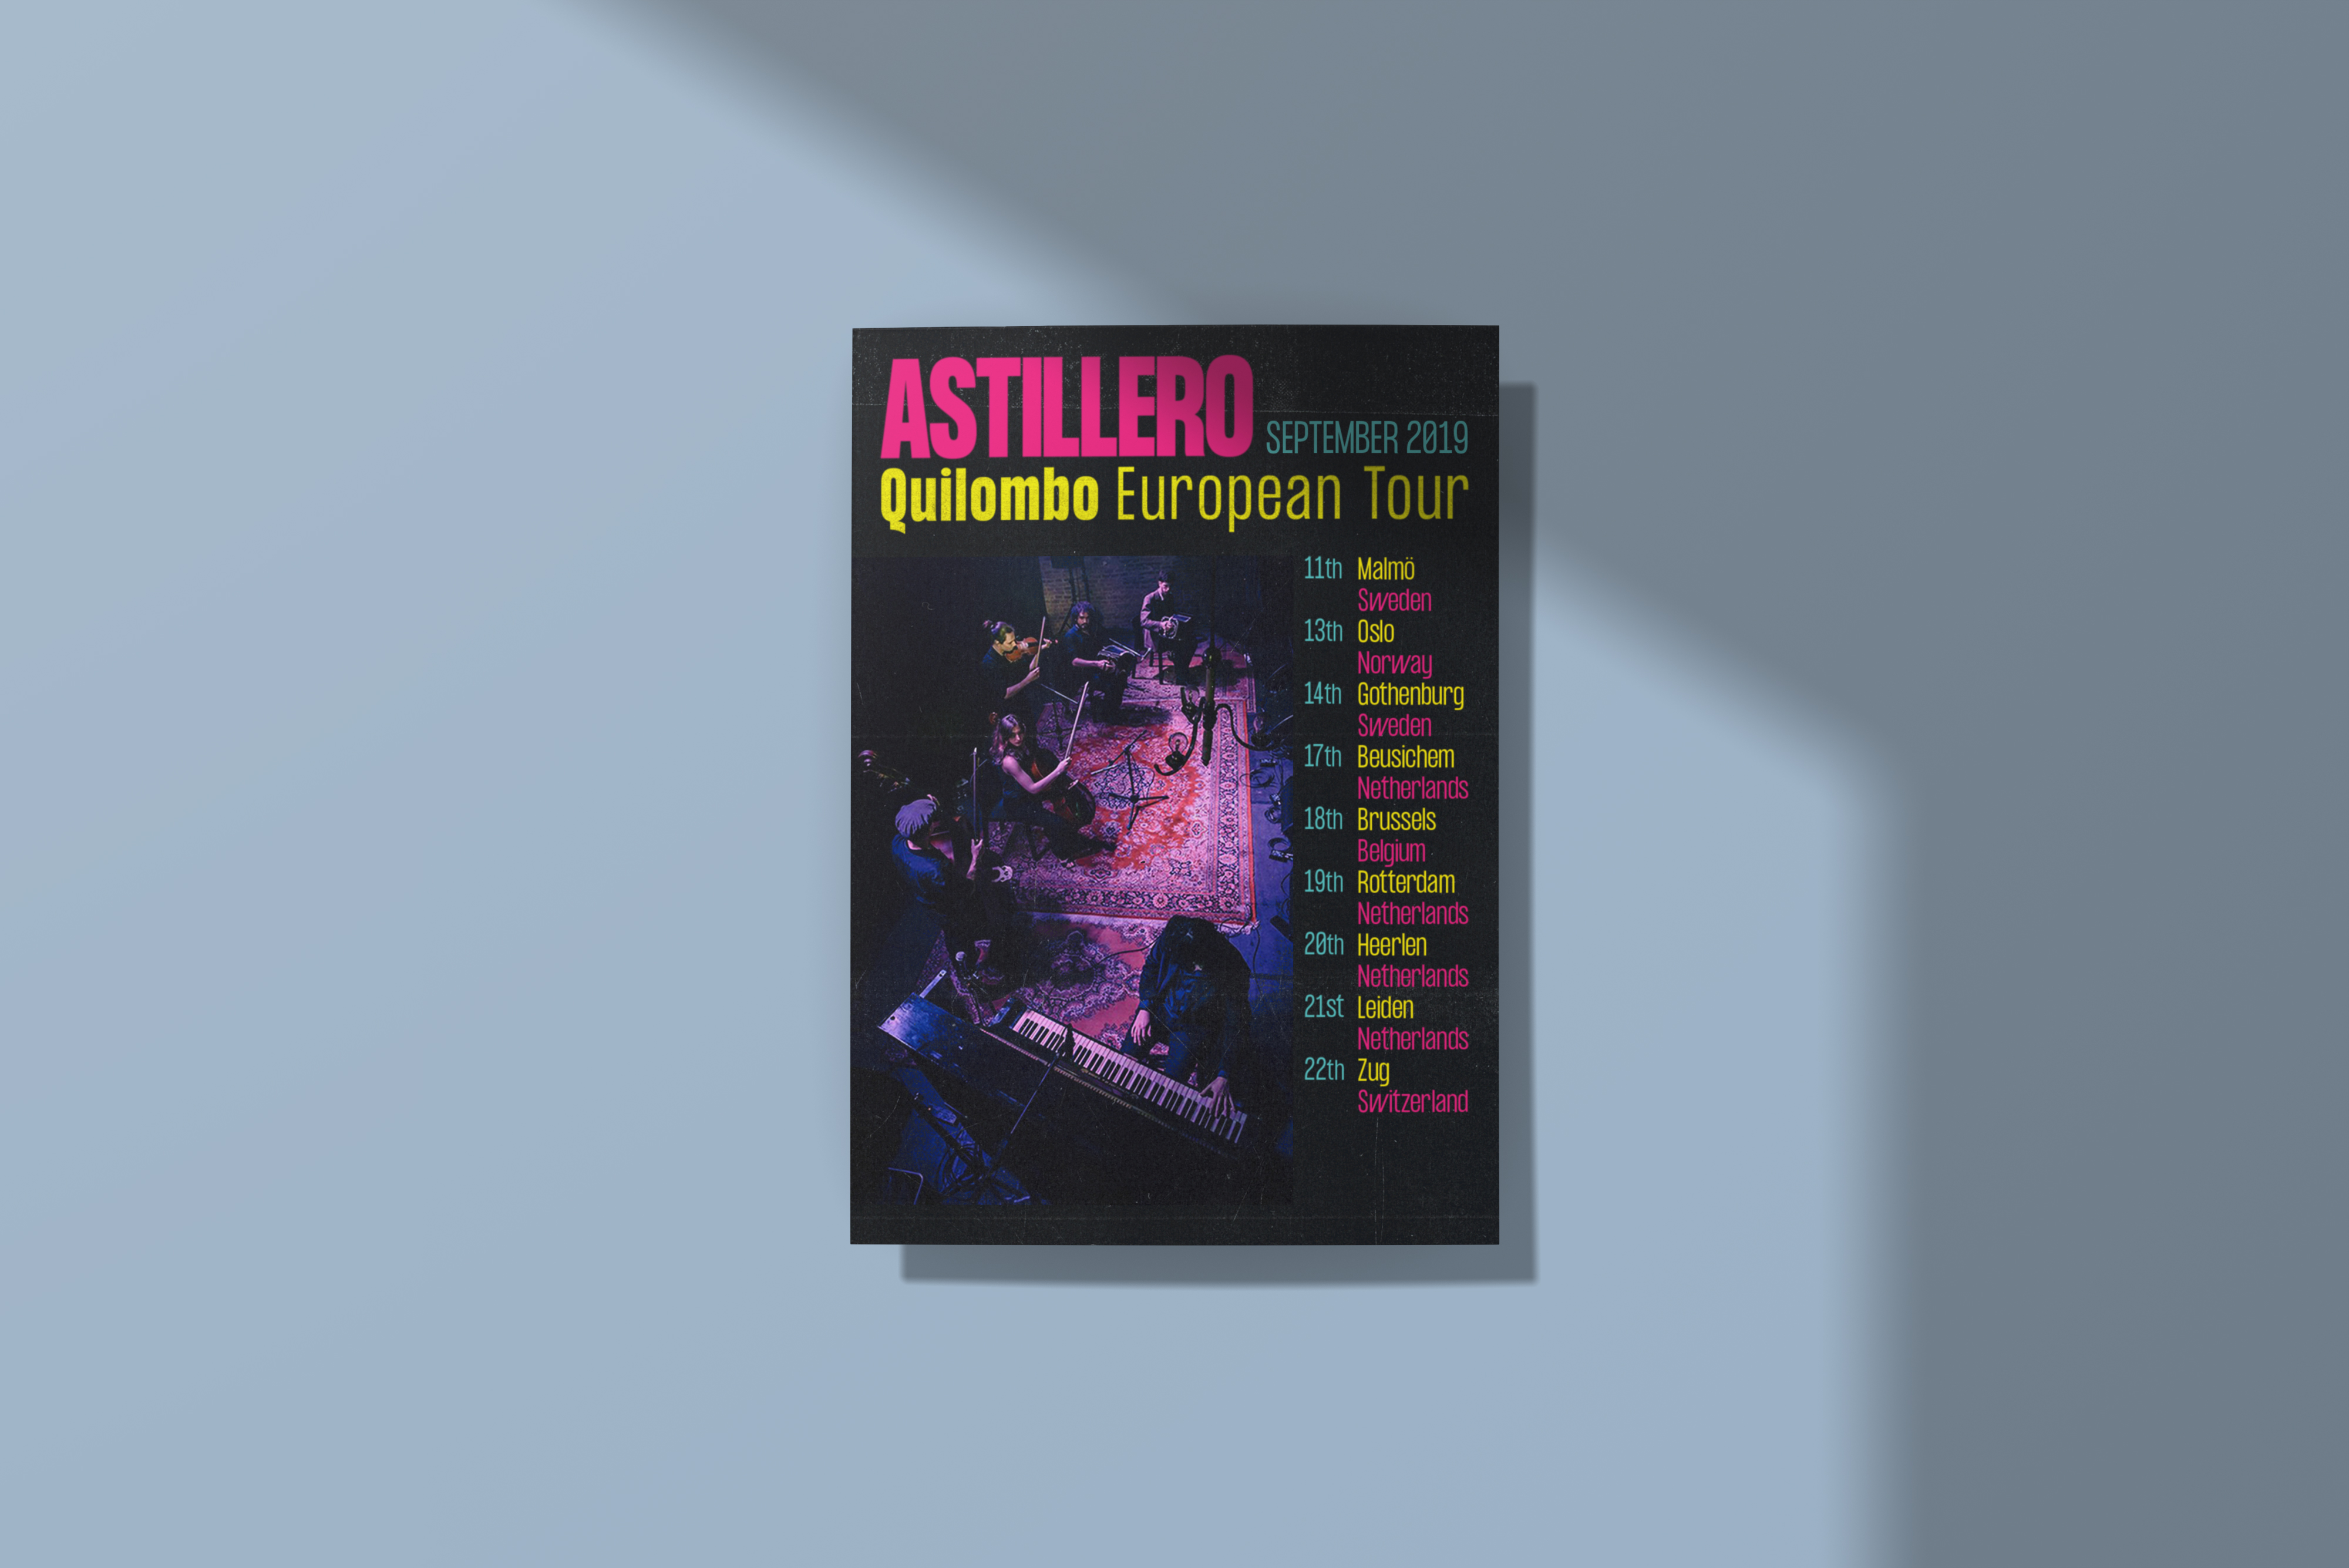 ASTILLERO SEPTEMBER 2019
Quilombo European Tour
11th Malmö
Sweden
13th Oslo
Norway
14th Gothenburg
Sweden
17th Beusichem
Netherlands
18th Brussels
Belgium
19th Rotterdam
Netherlands
20th Heerlen
Netherlands
21st Leiden
Netherlands
22th Zug
Switzerland